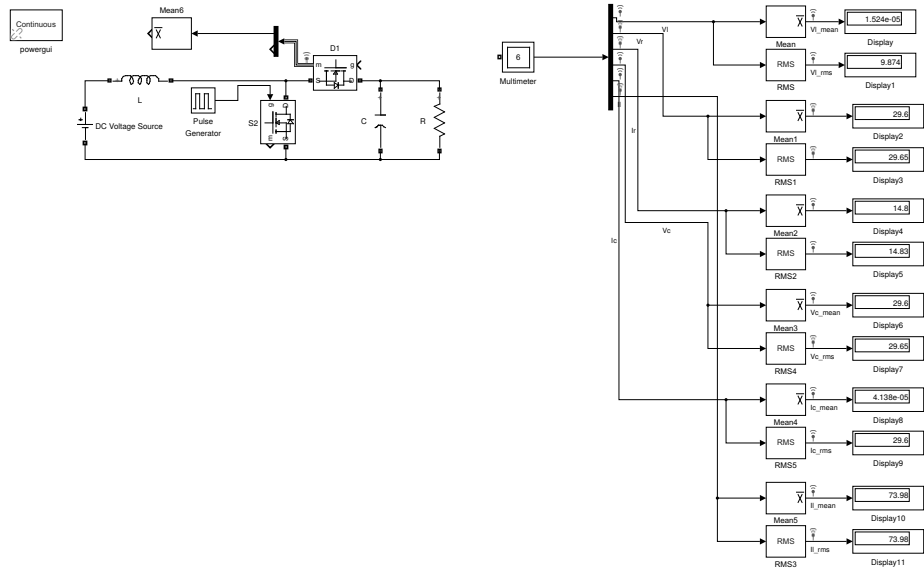 Continuous
powergui
Mean6
D1
m
g
S
D
L
DC Voltage Source
Pulse
Generator
S2
g
E
C
R
6
Multimeter
Vl
Vr
Ir
Vc
Ic
Il
Mean
Vl_mean
1.524e-05
Display
RMS
RMS
Vl_rms
9.874
Display1
Mean1
29.6
Display2
RMS
RMS1
29.65
Display3
Mean2
14.8
Display4
RMS
RMS2
14.83
Display5
Mean3
Vc_mean
29.6
Display6
RMS
RMS4
Vc_rms
29.65
Display7
Mean4
Ic_mean
4.138e-05
Display8
RMS
RMS5
Ic_rms
29.6
Display9
Mean5
Il_mean
73.98
Display10
RMS
RMS3
Il_rms
73.98
Display11